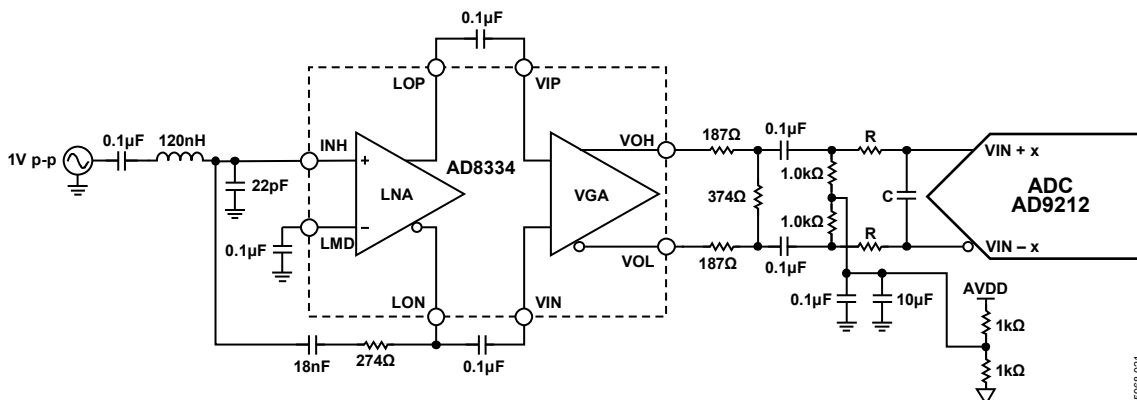 0.1µF
LOP
VIP
0.1µF
120nH
1V p-p
INH
22pF
+
LNA
–
AD8334
LMD
0.1µF
LON
VIN
18nF
274Ω
0.1µF
VGA
VOH
VOL
187Ω
187Ω
374Ω
0.1µF
0.1µF
1.0kΩ
1.0kΩ
R
R
C
VIN + x
ADC
AD9212
VIN – x
0.1µF
10µF
AVDD
1kΩ
1kΩ